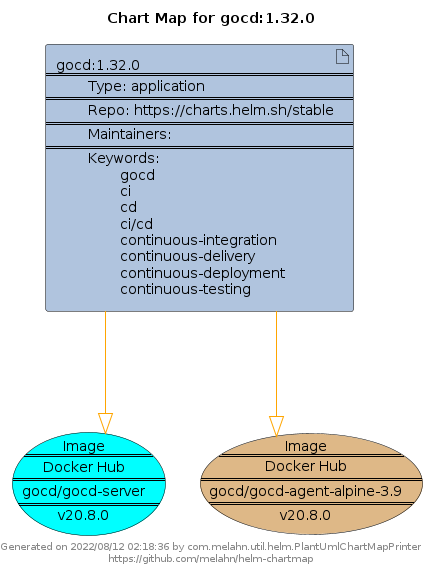 Chart Map for gocd:1.32.0
gocd:1.32.0
Type: application
Repo: https://charts.helm.sh/stable
Maintainers:
Keywords:
gocd
ci
cd
ci/cd
continuous-integration
continuous-delivery
continuous-deployment
continuous-testing
Image
Docker Hub
gocd/gocd-server
v20.8.0
Image
Docker Hub
gocd/gocd-agent-alpine-3.9
v20.8.0
Generated on 2022/08/12 02:18:36 by com.melahn.util.helm.PlantUmlChartMapPrinter
https://github.com/melahn/helm-chartmap